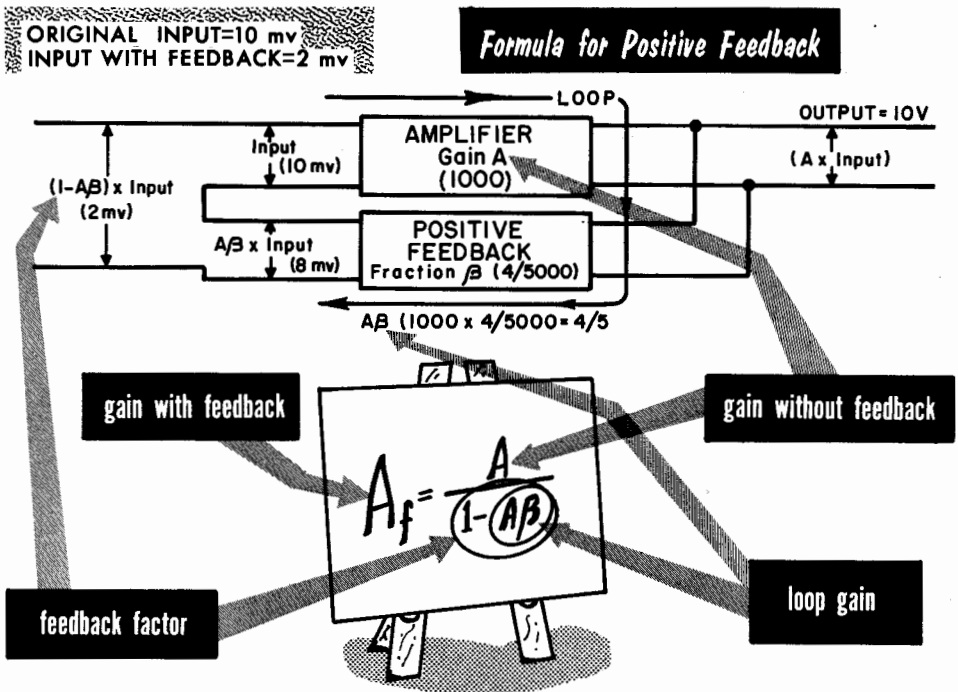 ORIGINAL INPUT=10 mv
INPUT WITH FEEDBACK=2 mv
Formula for Positive Feedback
LOOP
OUTPUT=10V
AMPLIFIER
Gain A
(1000)
Input
(10 mv)
(A x Input)
(1-Aβ) x Input
(2mv)
POSITIVE
FEEDBACK
Fraction β (4/5000)
Aβ x Input
(8 mv)
Aβ (1000 x 4/5000=4/5
gain with feedback
gain without feedback
A_f = A / 1-(Aβ)
feedback factor
loop gain